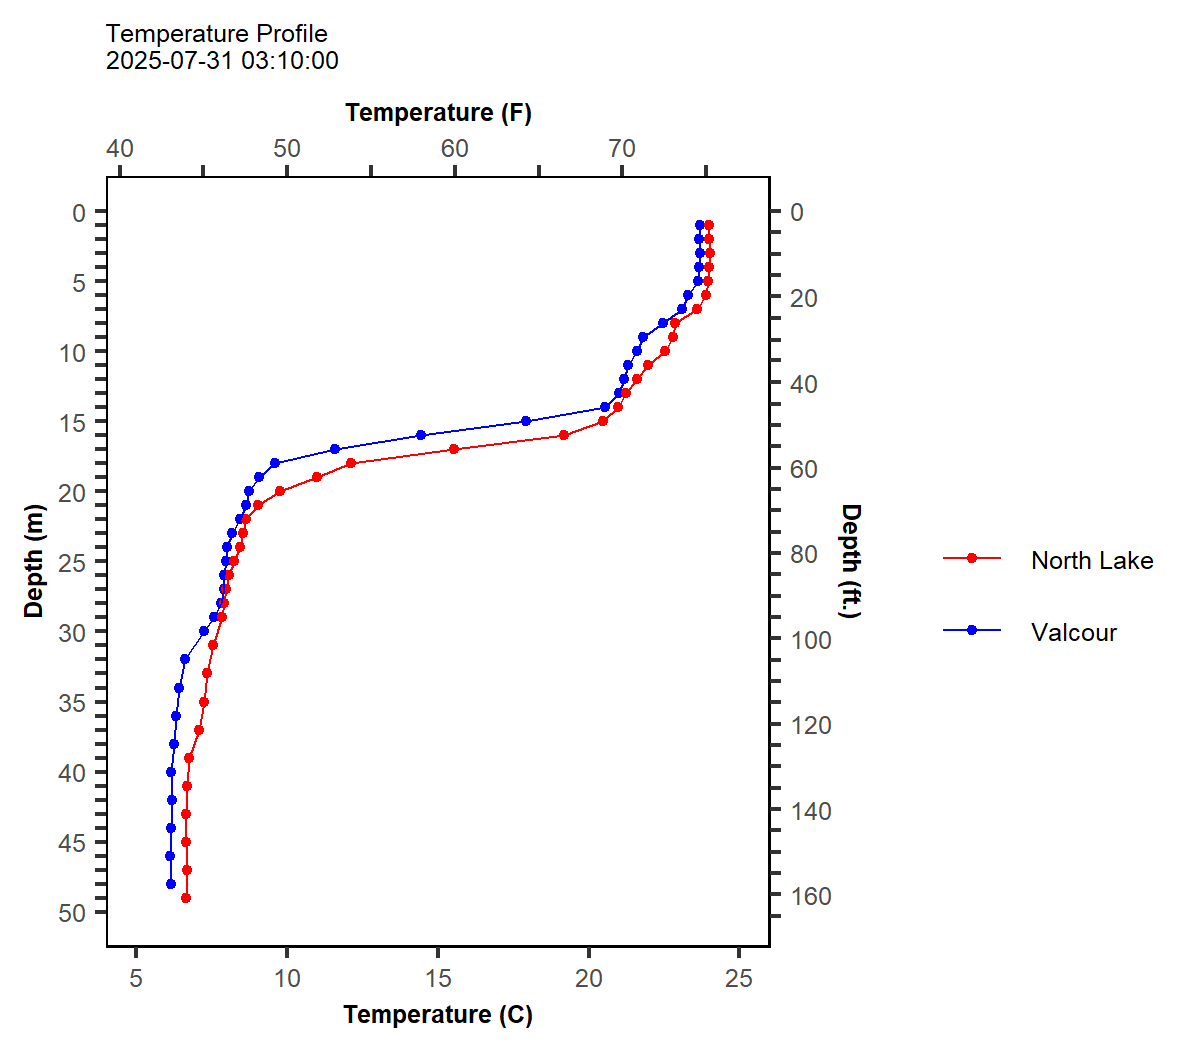 Temperature Profile
2025-07-31 03:10:00
Temperature (F)
40 50 60 70
0
5
10
15
20
25
30
35
40
45
50
Depth (m)
0
20
40
60
80
100
120
140
160
Depth (ft.)
North Lake
Valcour
5 10 15 20 25
Temperature (C)